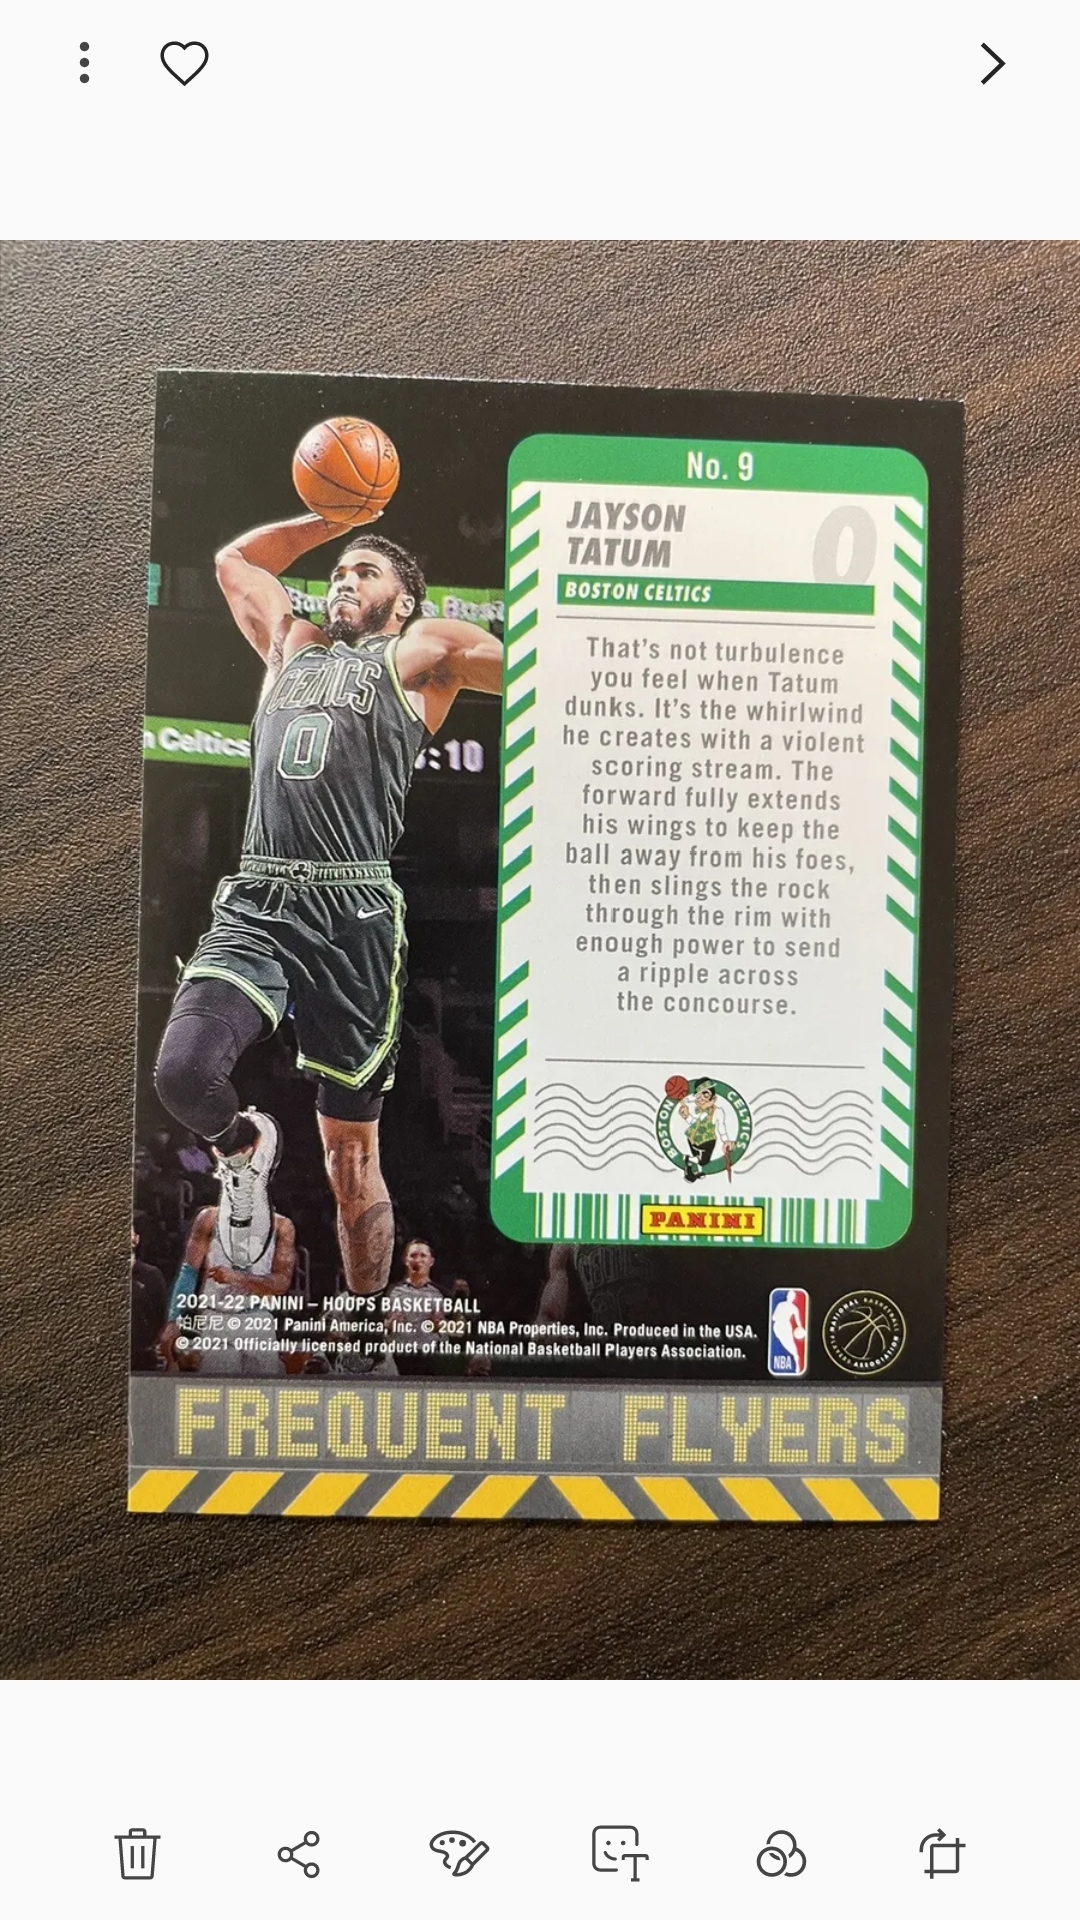 No. 9
JAYSON
TATUM
0
BOSTON CELTICS
That's not turbulence
you feel when Tatum
dunks. It's the whirlwind
he creates with a violent
scoring stream. The
forward fully extends
his wings to keep the
ball away from his foes,
then slings the rock
through the rim with
enough power to send
a ripple across
the concourse.
BOSTON CELTICS
PANINI
CELTICS
0
n Celtics
:10
2021-22 PANINI – HOOPS BASKETBALL
帕尼尼 © 2021 Panini America, Inc. © 2021 NBA Properties, Inc. Produced in the USA.
© 2021 Officially licensed product of the National Basketball Players Association.
NBA
NATIONAL BASKETBALL
PLAYERS ASSOCIATION
FREQUENT FLYERS